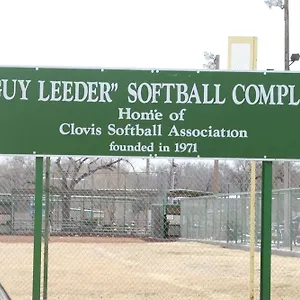 GUY LEEDER" SOFTBALL COMPL
Home of
Clovis Softball Association
founded in 1971